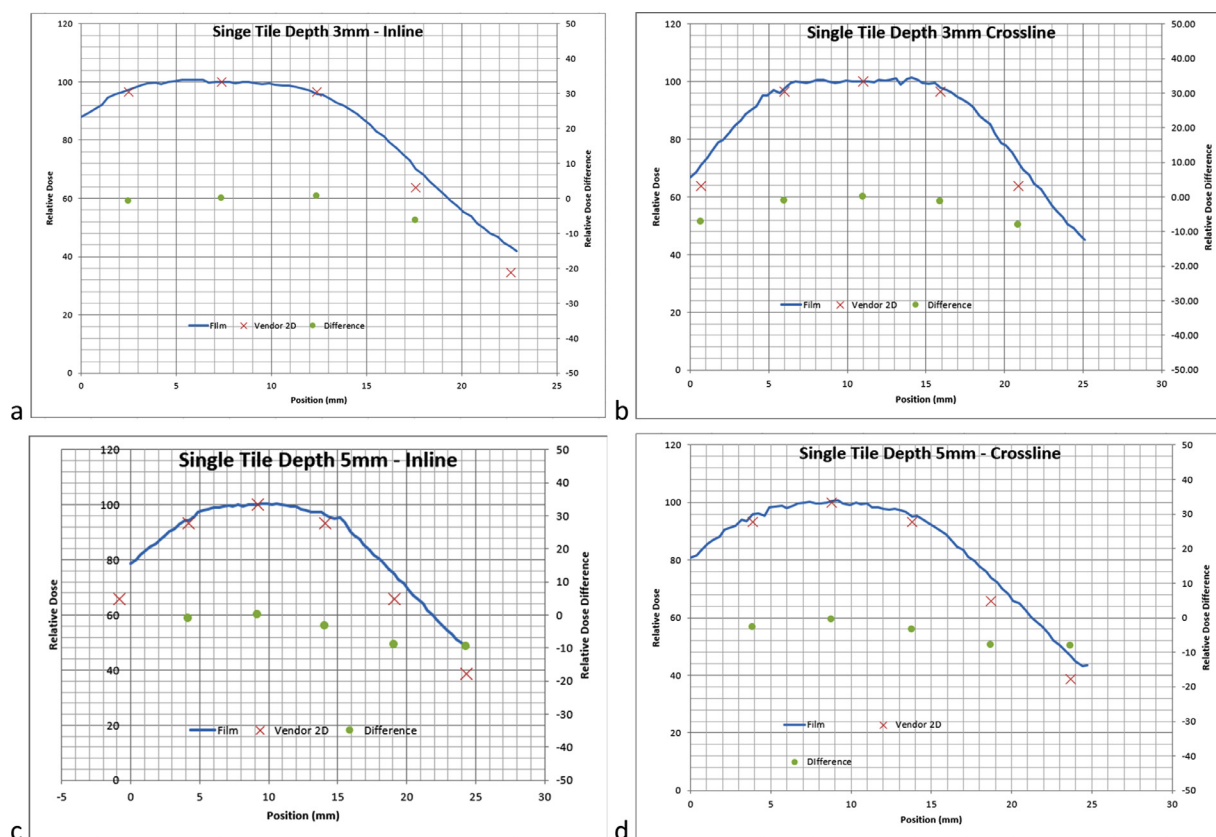 Singe Tile Depth 3mm - Inline
120
100
80
60
40
20
0
Relative Dose
50
40
30
20
10
0
-10
-20
-30
-40
-50
Relative Dose Difference
Film
Vendor 2D
Difference
0 5 10 15 20 25
Position (mm)
a
Single Tile Depth 3mm Crossline
120
100
80
60
40
20
0
Relative Dose
50.00
40.00
30.00
20.00
10.00
0.00
-10.00
-20.00
-30.00
-40.00
-50.00
Relative Dose Difference
Film
Vendor 2D
Difference
0 5 10 15 20 25 30
Position (mm)
b
Single Tile Depth 5mm - Inline
120
100
80
60
40
20
0
Relative Dose
50
40
30
20
10
0
-10
-20
-30
-40
-50
Relative Dose Difference
Film
Vendor 2D
Difference
-5 0 5 10 15 20 25 30
Position (mm)
c
Single Tile Depth 5mm - Crossline
120
100
80
60
40
20
0
Relative Dose
50
40
30
20
10
0
-10
-20
-30
-40
-50
Relative Dose Difference
Film
Vendor 2D
DIfference
0 5 10 15 20 25 30
Position (mm)
d